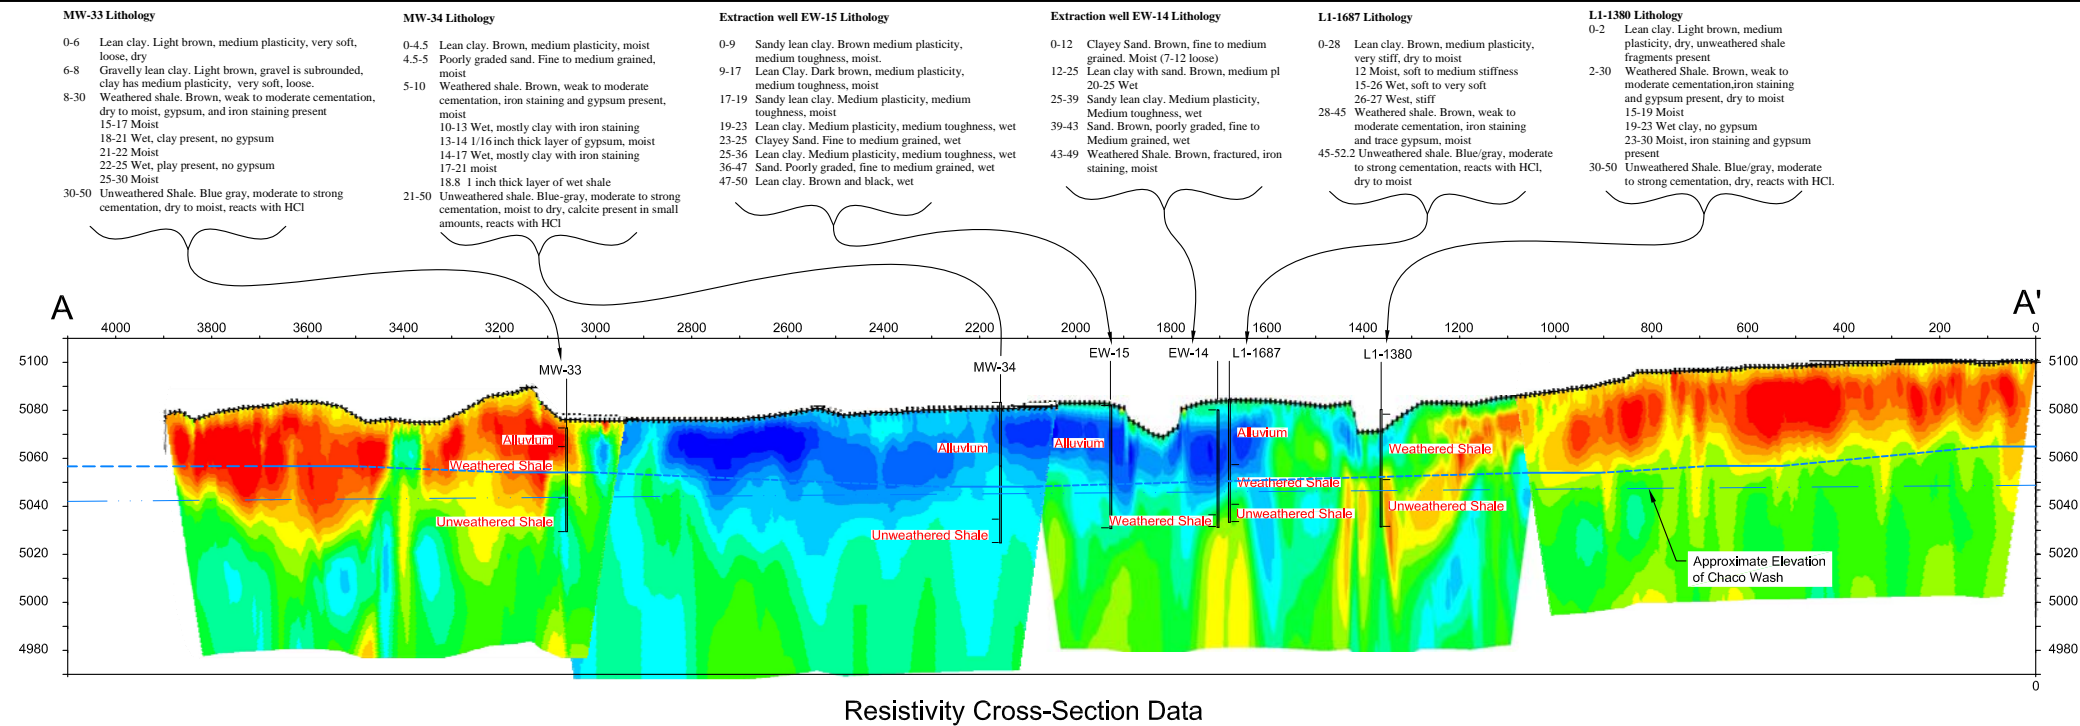 MW-33 Lithology
0-6 Lean clay. Light brown, medium plasticity, very soft,
loose, dry
6-8 Gravelly lean clay. Light brown, gravel is subrounded,
clay has medium plasticity, very soft, loose.
8-30 Weathered shale. Brown, weak to moderate cementation,
dry to moist, gypsum, and iron staining present
15-17 Moist
18-21 Wet, clay present, no gypsum
21-22 Moist
22-25 Wet, play present, no gypsum
25-30 Moist
30-50 Unweathered Shale. Blue gray, moderate to strong
cementation, dry to moist, reacts with HCl
MW-34 Lithology
0-4.5 Lean clay. Brown, medium plasticity, moist
4.5-5 Poorly graded sand. Fine to medium grained,
moist
5-10 Weathered shale. Brown, weak to moderate
cementation, iron staining and gypsum present,
moist
10-13 Wet, mostly clay with iron staining
13-14 1/16 inch thick layer of gypsum, moist
14-17 Wet, mostly clay with iron staining
17-21 moist
18.8 1 inch thick layer of wet shale
21-50 Unweathered shale. Blue-gray, moderate to strong
cementation, moist to dry, calcite present in small
amounts, reacts with HCl
Extraction well EW-15 Lithology
0-9 Sandy lean clay. Brown medium plasticity,
medium toughness, moist.
9-17 Lean Clay. Dark brown, medium plasticity,
medium toughness, moist
17-19 Sandy lean clay. Medium plasticity, medium
toughness, moist
19-23 Lean clay. Medium plasticity, medium toughness, wet
23-25 Clayey Sand. Fine to medium grained, wet
25-36 Lean clay. Medium plasticity, medium toughness, wet
36-47 Sand. Poorly graded, fine to medium grained, wet
47-50 Lean clay. Brown and black, wet
Extraction well EW-14 Lithology
0-12 Clayey Sand. Brown, fine to medium
grained. Moist (7-12 loose)
12-25 Lean clay with sand. Brown, medium pl
20-25 Wet
25-39 Sandy lean clay. Medium plasticity,
Medium toughness, wet
39-43 Sand. Brown, poorly graded, fine to
Medium grained, wet
43-49 Weathered Shale. Brown, fractured, iron
staining, moist
L1-1687 Lithology
0-28 Lean clay. Brown, medium plasticity,
very stiff, dry to moist
12 Moist, soft to medium stiffness
15-26 Wet, soft to very soft
26-27 West, stiff
28-45 Weathered shale. Brown, weak to
moderate cementation, iron staining
and trace gypsum, moist
45-52.2 Unweathered shale. Blue/gray, moderate
to strong cementation, reacts with HCl,
dry to moist
L1-1380 Lithology
0-2 Lean clay. Light brown, medium
plasticity, dry, unweathered shale
fragments present
2-30 Weathered Shale. Brown, weak to
moderate cementation,iron staining
and gypsum present, dry to moist
15-19 Moist
19-23 Wet clay, no gypsum
23-30 Moist, iron staining and gypsum
present
30-50 Unweathered Shale. Blue/gray, moderate
to strong cementation, dry, reacts with HCl.
A A'
4000 3800 3600 3400 3200 3000 2800 2600 2400 2200 2000 1800 1600 1400 1200 1000 800 600 400 200 0
MW-33 MW-34 EW-15 EW-14 L1-1687 L1-1380
5100 5100
5080 5080
5060 5060
5040 5040
5020 5020
5000 5000
4980 4980
0
Alluvium
Weathered Shale
Unweathered Shale
Alluvium
Unweathered Shale
Alluvium
Weathered Shale
Alluvium
Weathered Shale
Unweathered Shale
Weathered Shale
Unweathered Shale
Approximate Elevation
of Chaco Wash
Resistivity Cross-Section Data